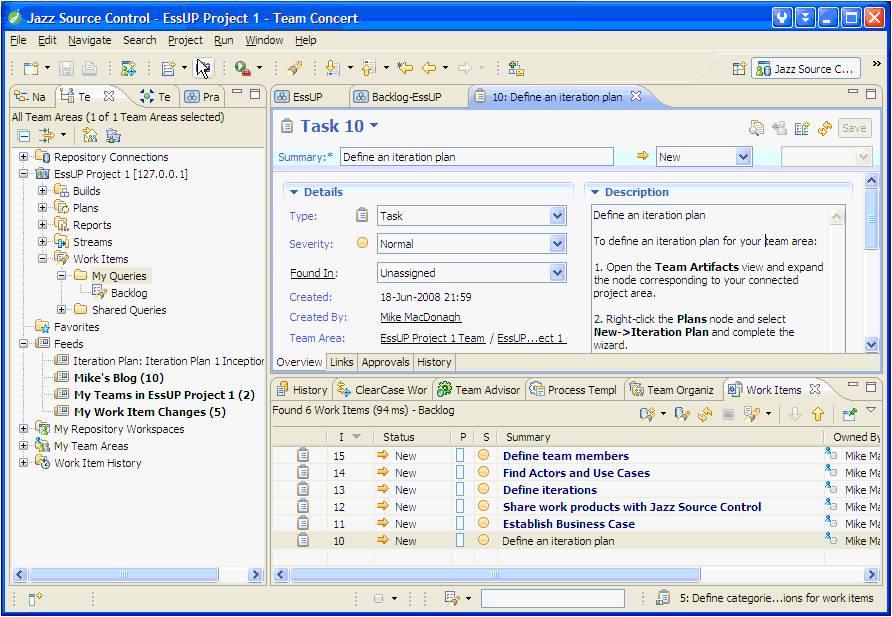 Jazz Source Control - EssUP Project 1 - Team Concert
File Edit Navigate Search Project Run Window Help
Jazz Source C... »
Na Te Te Pra
All Team Areas (1 of 1 Team Areas selected)
Repository Connections
EssUP Project 1 [127.0.0.1]
Builds
Plans
Reports
Streams
Work Items
My Queries
Backlog
Shared Queries
Favorites
Feeds
Iteration Plan: Iteration Plan 1 Inceptior
Mike's Blog (10)
My Teams in EssUP Project 1 (2)
My Work Item Changes (5)
My Repository Workspaces
My Team Areas
Work Item History
EssUP Backlog-EssUP 10: Define an iteration plan
Task 10
Save
Summary:* Define an iteration plan New
Details
Type: Task
Severity: Normal
Found In: Unassigned
Created: 18-Jun-2008 21:59
Created By: Mike MacDonagh
Team Area: EssUP Project 1 Team / EssUP...ect 1
Description
Define an iteration plan
To define an iteration plan for your team area:
1. Open the Team Artifacts view and expand
the node corresponding to your connected
project area.
2. Right-click the Plans node and select
New->Iteration Plan and complete the
wizard.
Overview Links Approvals History
History ClearCase Wor Team Advisor Process Templ Team Organiz Work Items
Found 6 Work Items (94 ms) - Backlog
I Status P S Summary Owned By
15 New Define team members Mike Ma
14 New Find Actors and Use Cases Mike Ma
13 New Define iterations Mike Ma
12 New Share work products with Jazz Source Control Mike Ma
11 New Establish Business Case Mike Ma
10 New Define an iteration plan Mike Ma
5: Define categorie...ions for work items